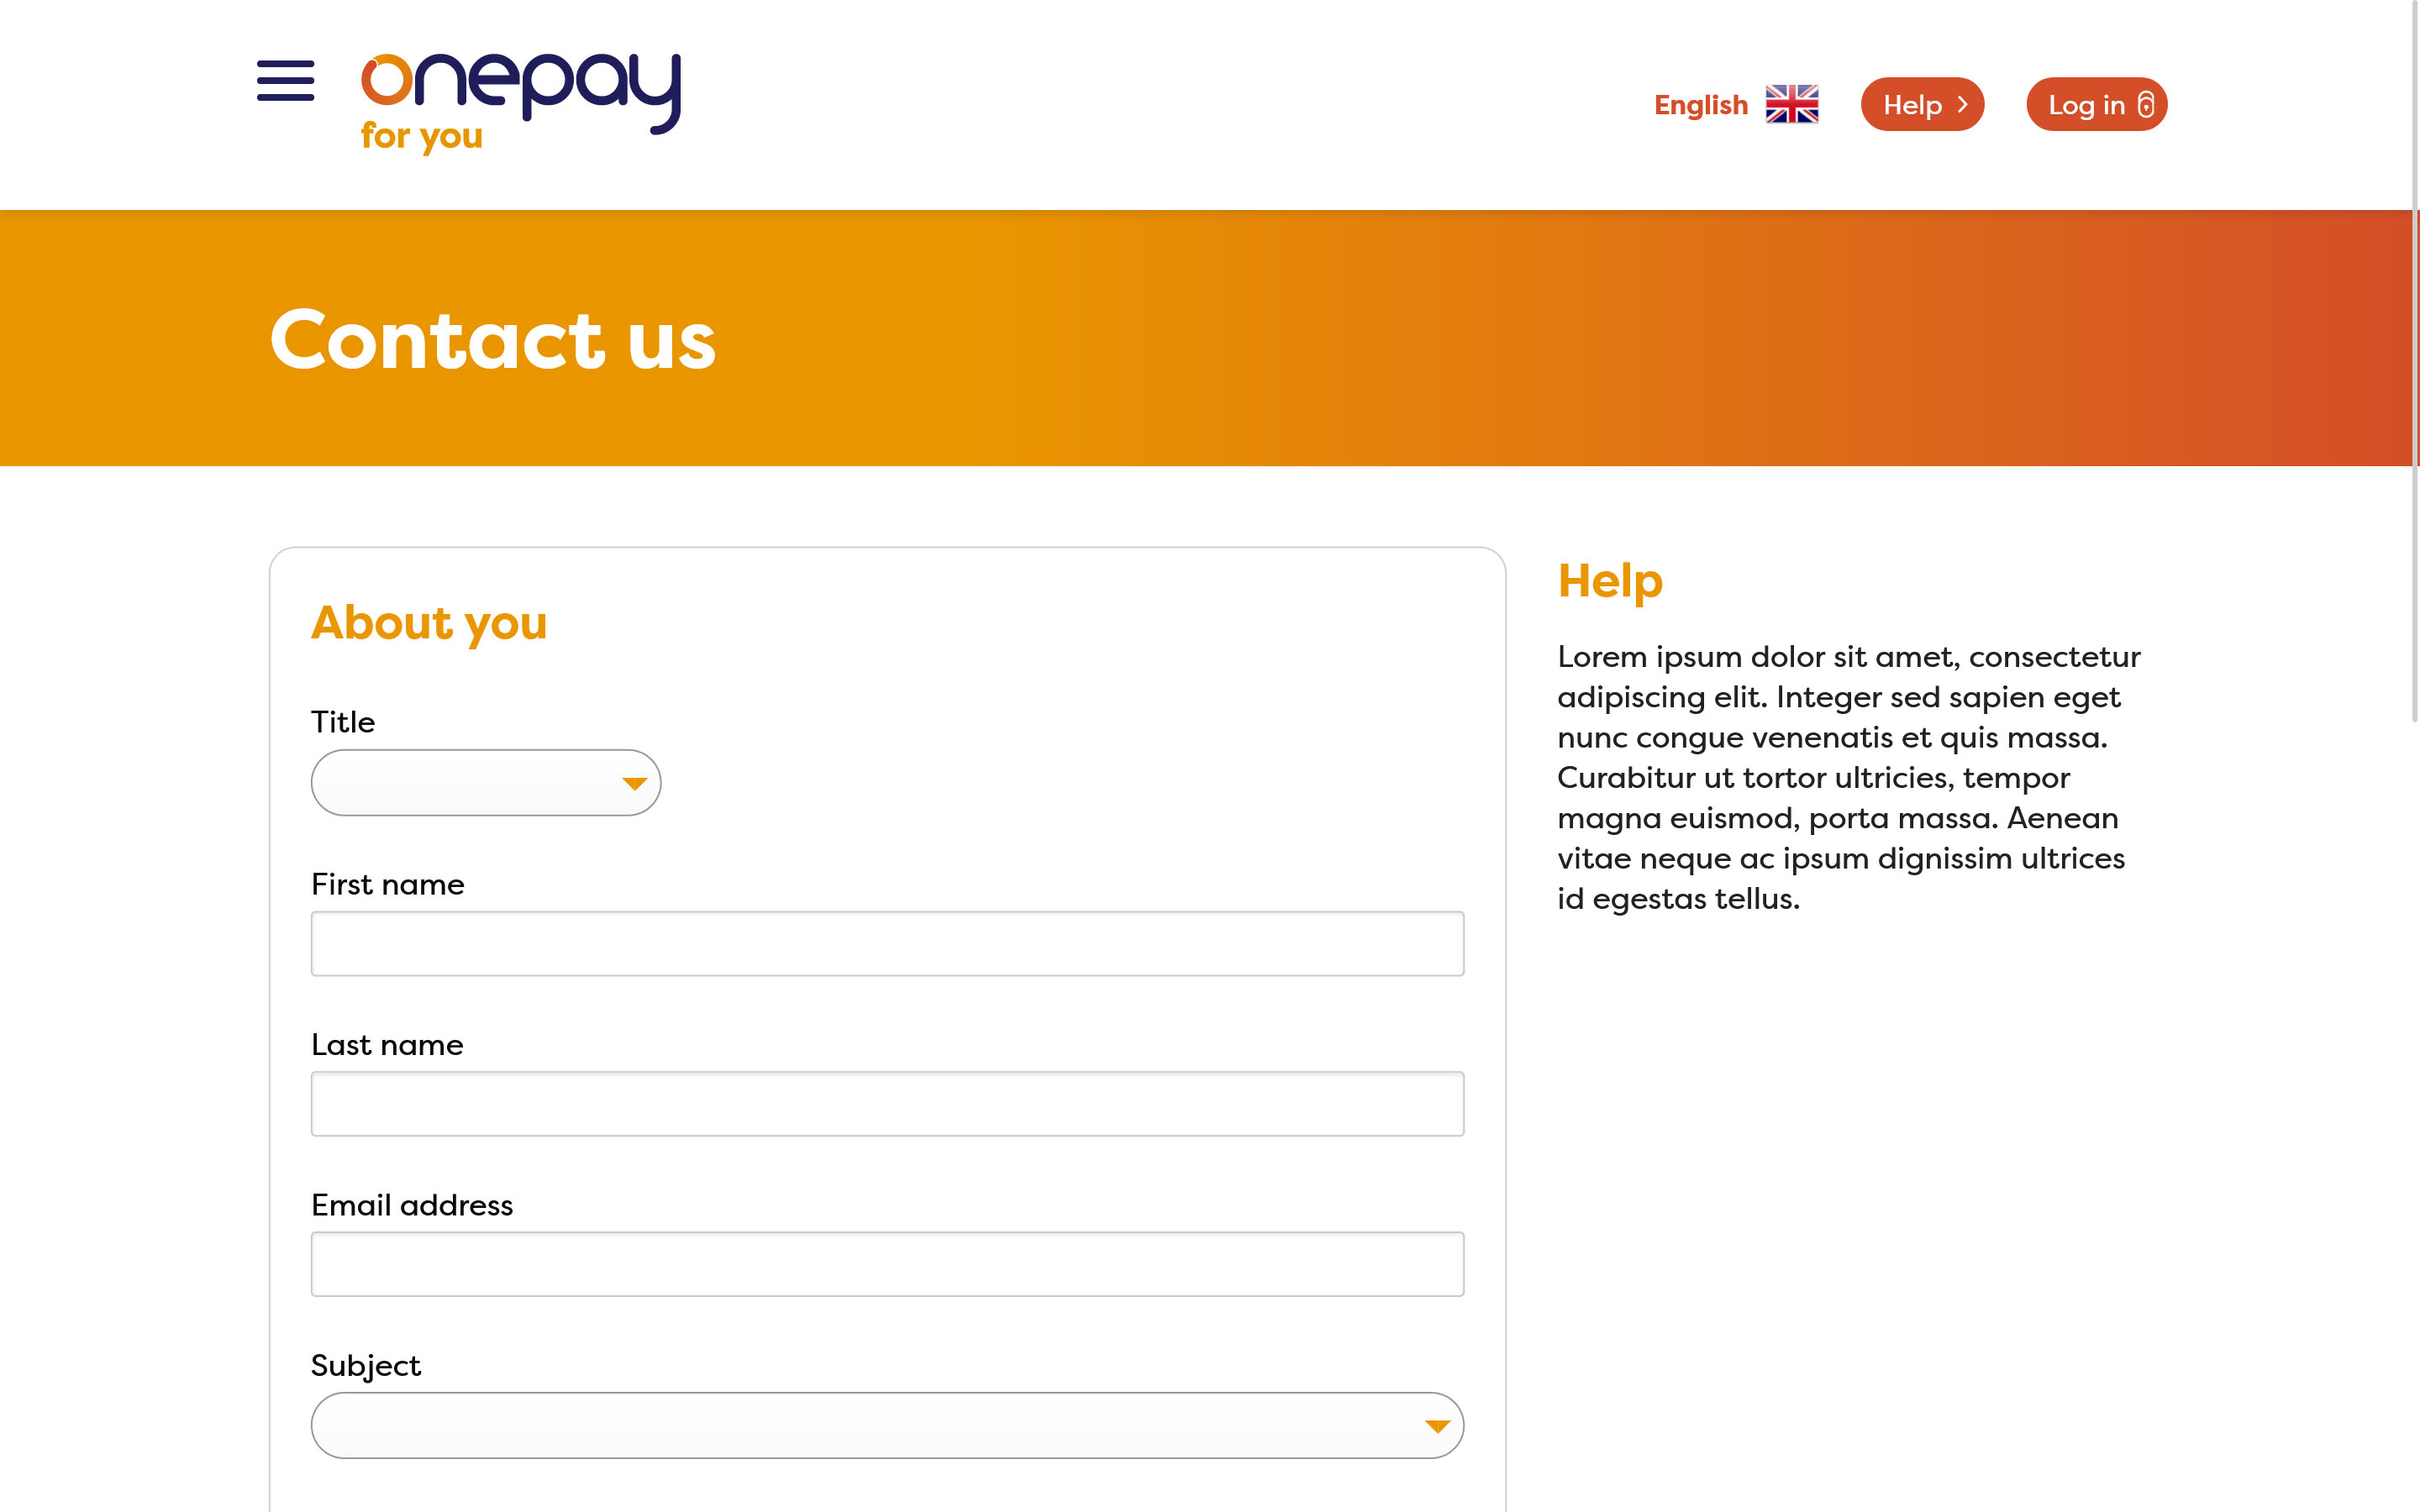 onepay
for you
English
Help
Log in
Contact us
About you
Title
First name
Last name
Email address
Subject
Help
Lorem ipsum dolor sit amet, consectetur
adipiscing elit. Integer sed sapien eget
nunc congue venenatis et quis massa.
Curabitur ut tortor ultricies, tempor
magna euismod, porta massa. Aenean
vitae neque ac ipsum dignissim ultrices
id egestas tellus.